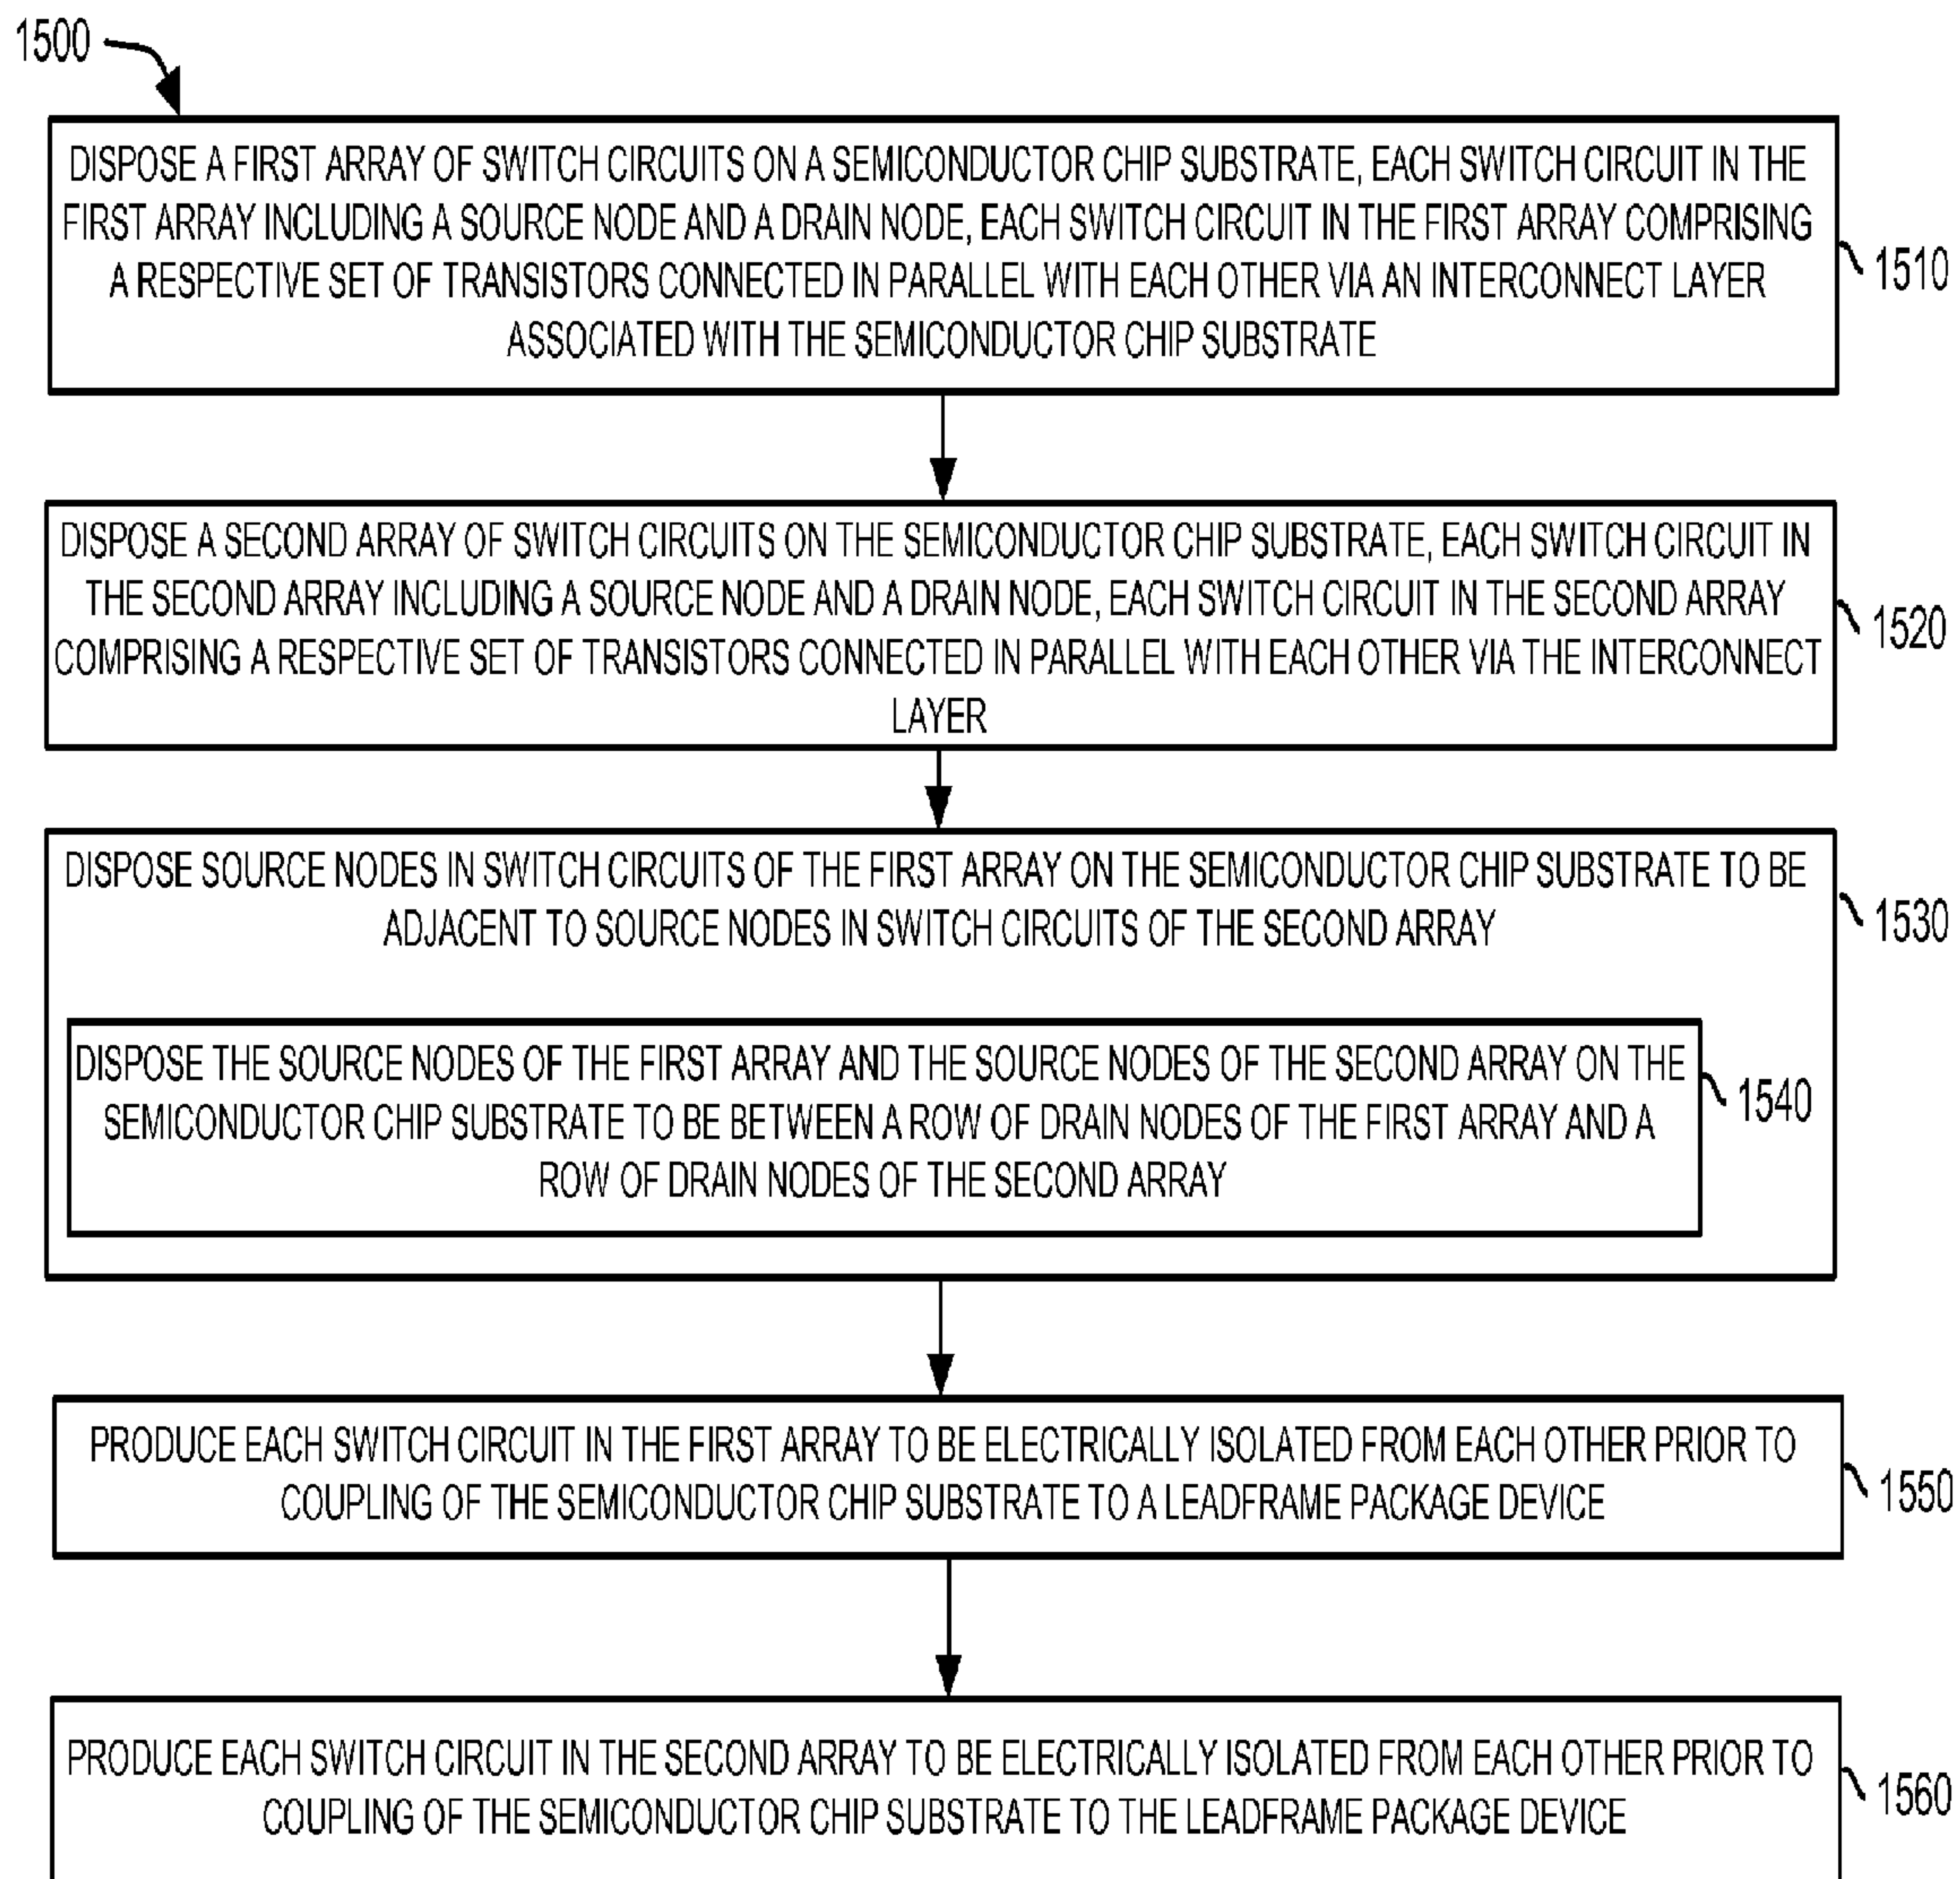 1500
DISPOSE A FIRST ARRAY OF SWITCH CIRCUITS ON A SEMICONDUCTOR CHIP SUBSTRATE, EACH SWITCH CIRCUIT IN THE
FIRST ARRAY INCLUDING A SOURCE NODE AND A DRAIN NODE, EACH SWITCH CIRCUIT IN THE FIRST ARRAY COMPRISING
A RESPECTIVE SET OF TRANSISTORS CONNECTED IN PARALLEL WITH EACH OTHER VIA AN INTERCONNECT LAYER
ASSOCIATED WITH THE SEMICONDUCTOR CHIP SUBSTRATE
1510
DISPOSE A SECOND ARRAY OF SWITCH CIRCUITS ON THE SEMICONDUCTOR CHIP SUBSTRATE, EACH SWITCH CIRCUIT IN
THE SECOND ARRAY INCLUDING A SOURCE NODE AND A DRAIN NODE, EACH SWITCH CIRCUIT IN THE SECOND ARRAY
COMPRISING A RESPECTIVE SET OF TRANSISTORS CONNECTED IN PARALLEL WITH EACH OTHER VIA THE INTERCONNECT
LAYER
1520
DISPOSE SOURCE NODES IN SWITCH CIRCUITS OF THE FIRST ARRAY ON THE SEMICONDUCTOR CHIP SUBSTRATE TO BE
ADJACENT TO SOURCE NODES IN SWITCH CIRCUITS OF THE SECOND ARRAY
1530
DISPOSE THE SOURCE NODES OF THE FIRST ARRAY AND THE SOURCE NODES OF THE SECOND ARRAY ON THE
SEMICONDUCTOR CHIP SUBSTRATE TO BE BETWEEN A ROW OF DRAIN NODES OF THE FIRST ARRAY AND A
ROW OF DRAIN NODES OF THE SECOND ARRAY
1540
PRODUCE EACH SWITCH CIRCUIT IN THE FIRST ARRAY TO BE ELECTRICALLY ISOLATED FROM EACH OTHER PRIOR TO
COUPLING OF THE SEMICONDUCTOR CHIP SUBSTRATE TO A LEADFRAME PACKAGE DEVICE
1550
PRODUCE EACH SWITCH CIRCUIT IN THE SECOND ARRAY TO BE ELECTRICALLY ISOLATED FROM EACH OTHER PRIOR TO
COUPLING OF THE SEMICONDUCTOR CHIP SUBSTRATE TO THE LEADFRAME PACKAGE DEVICE
1560